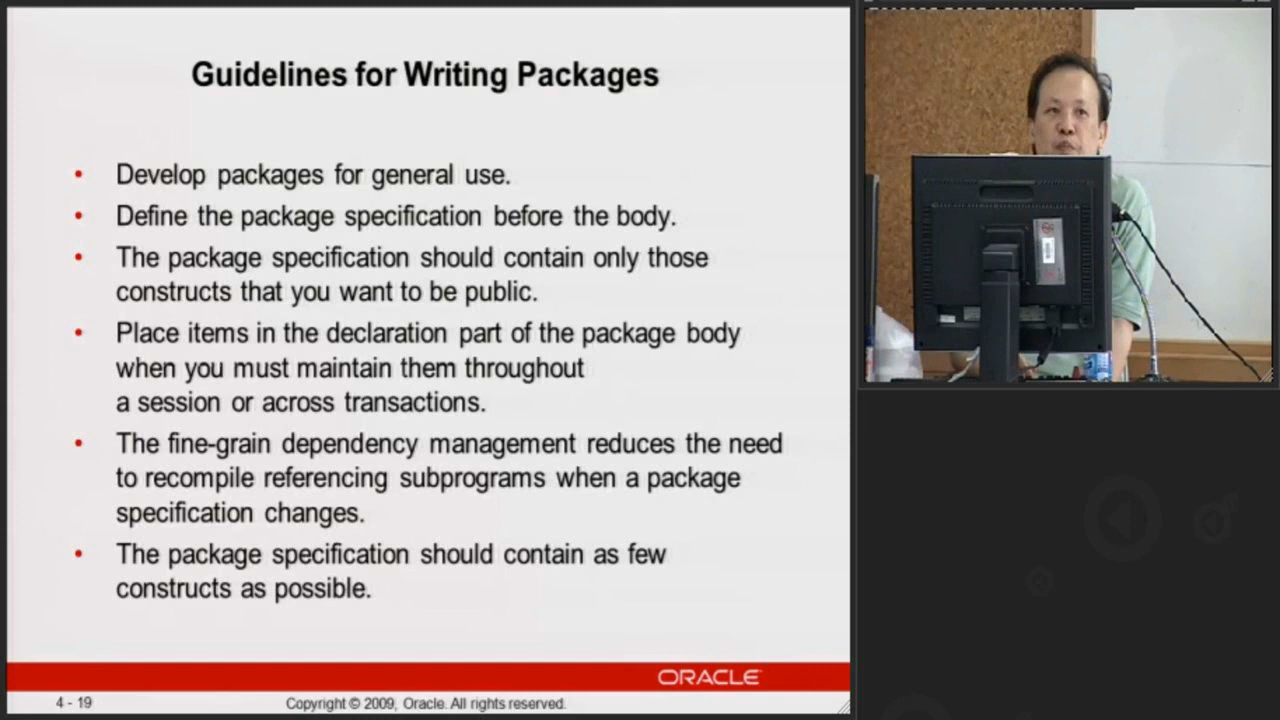 Guidelines for Writing Packages
• Develop packages for general use.
• Define the package specification before the body.
• The package specification should contain only those
constructs that you want to be public.
• Place items in the declaration part of the package body
when you must maintain them throughout
a session or across transactions.
• The fine-grain dependency management reduces the need
to recompile referencing subprograms when a package
specification changes.
• The package specification should contain as few
constructs as possible.
ORACLE
4 - 19
Copyright © 2009, Oracle. All rights reserved.